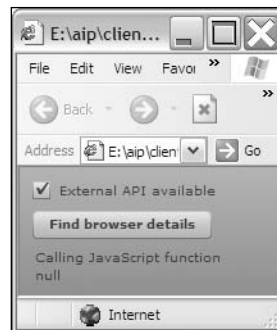 E:\aip\clien...
File Edit View Favor »
Back »
Address E:\aip\clien Go
External API available
Find browser details
Calling JavaScript function
null
Internet